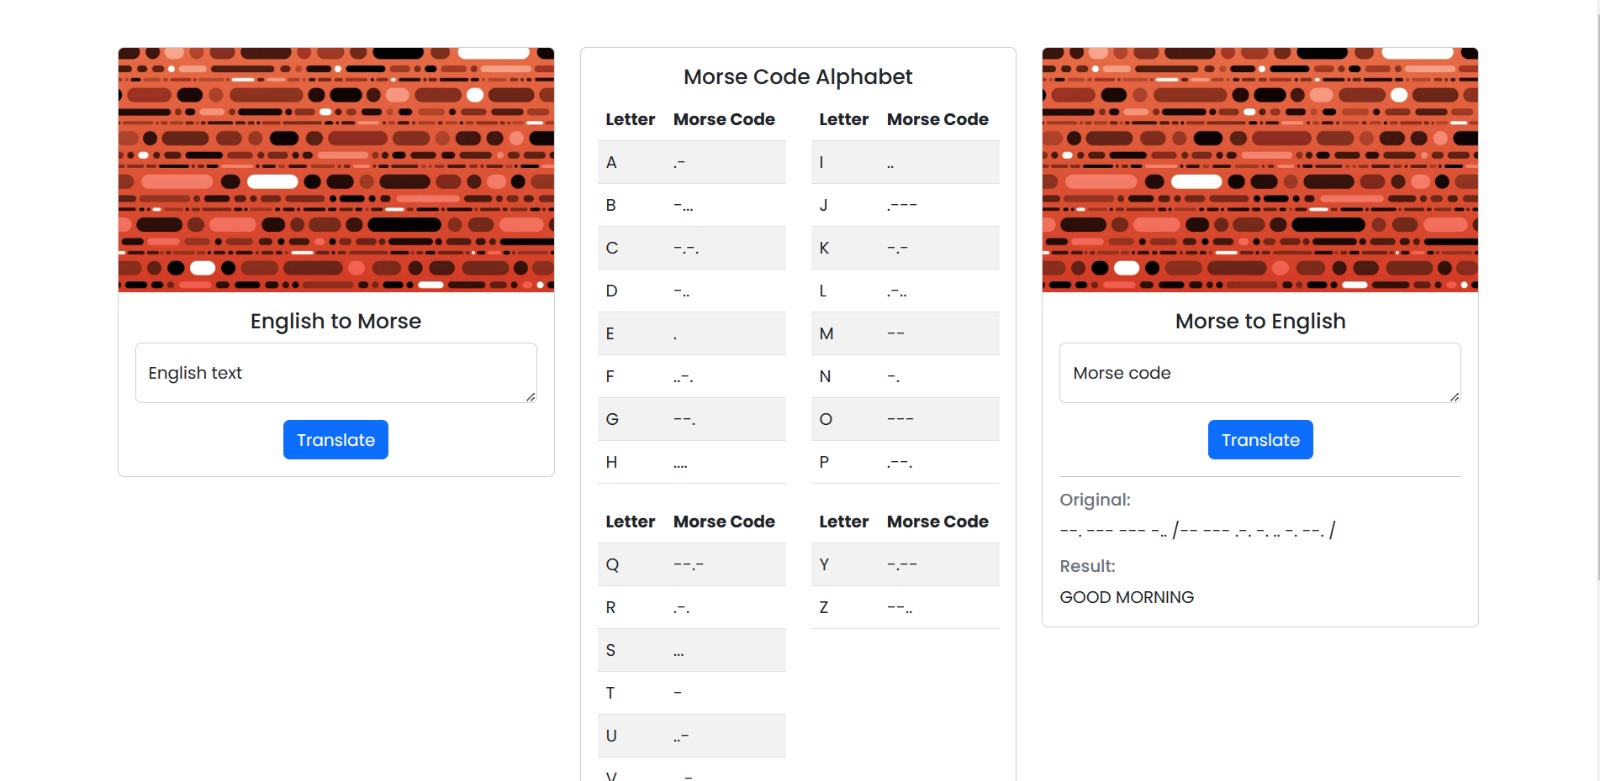 English to Morse
English text
Translate
Morse Code Alphabet
Letter Morse Code Letter Morse Code
A .- I ..
B -... J .---
C -.-. K -.-
D -.. L .-..
E . M --
F ..-. N -.
G --. O ---
H .... P .--.
Letter Morse Code Letter Morse Code
Q --.- Y -.--
R .-. Z --..
S ...
T -
U ..-
Morse to English
Morse code
Translate
Original:
--. --- --- -.. /-- --- .-. -. .. -. --. /
Result:
GOOD MORNING